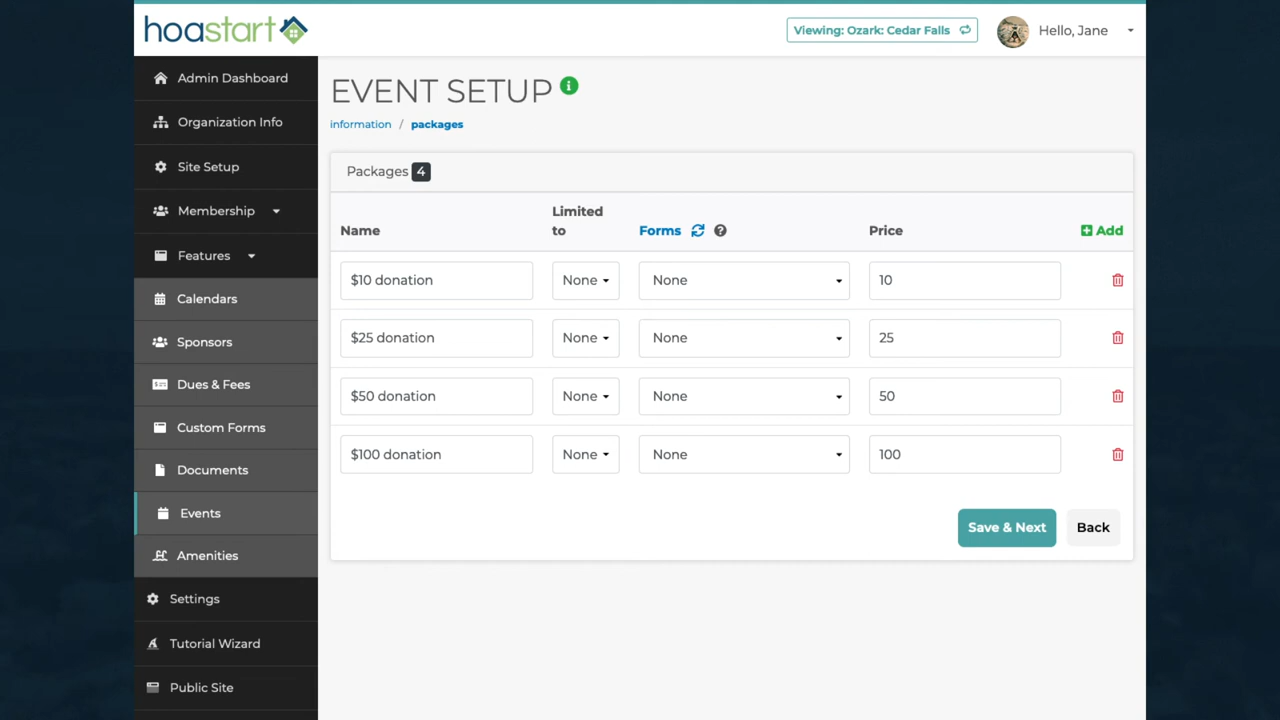 hoastart
Viewing: Ozark: Cedar Falls
Hello, Jane
Admin Dashboard
Organization Info
Site Setup
Membership
Features
Calendars
Sponsors
Dues & Fees
Custom Forms
Documents
Events
Amenities
Settings
Tutorial Wizard
Public Site
EVENT SETUP
information / packages
Packages 4
Name
Limited
to
Forms
Price
Add
$10 donation None None 10
$25 donation None None 25
$50 donation None None 50
$100 donation None None 100
Save & Next Back